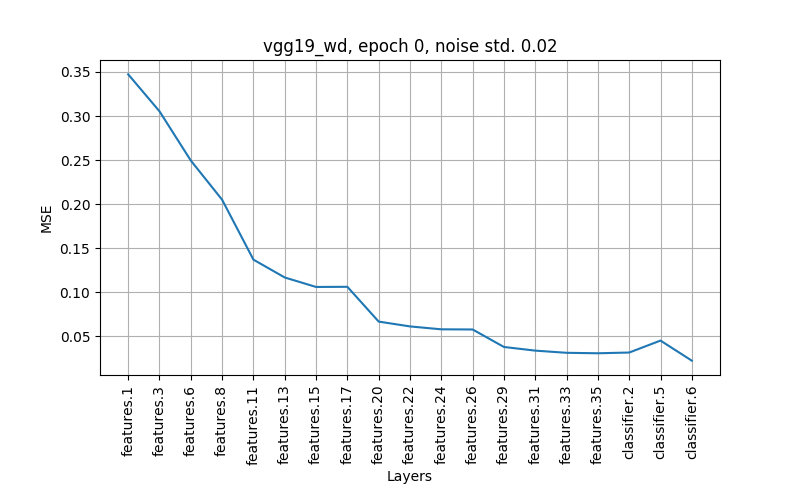 vgg19_wd, epoch 0, noise std. 0.02
0.35
0.30
0.25
0.20
0.15
0.10
0.05
MSE
features.1
features.3
features.6
features.8
features.11
features.13
features.15
features.17
features.20
features.22
features.24
features.26
features.29
features.31
features.33
features.35
classifier.2
classifier.5
classifier.6
Layers